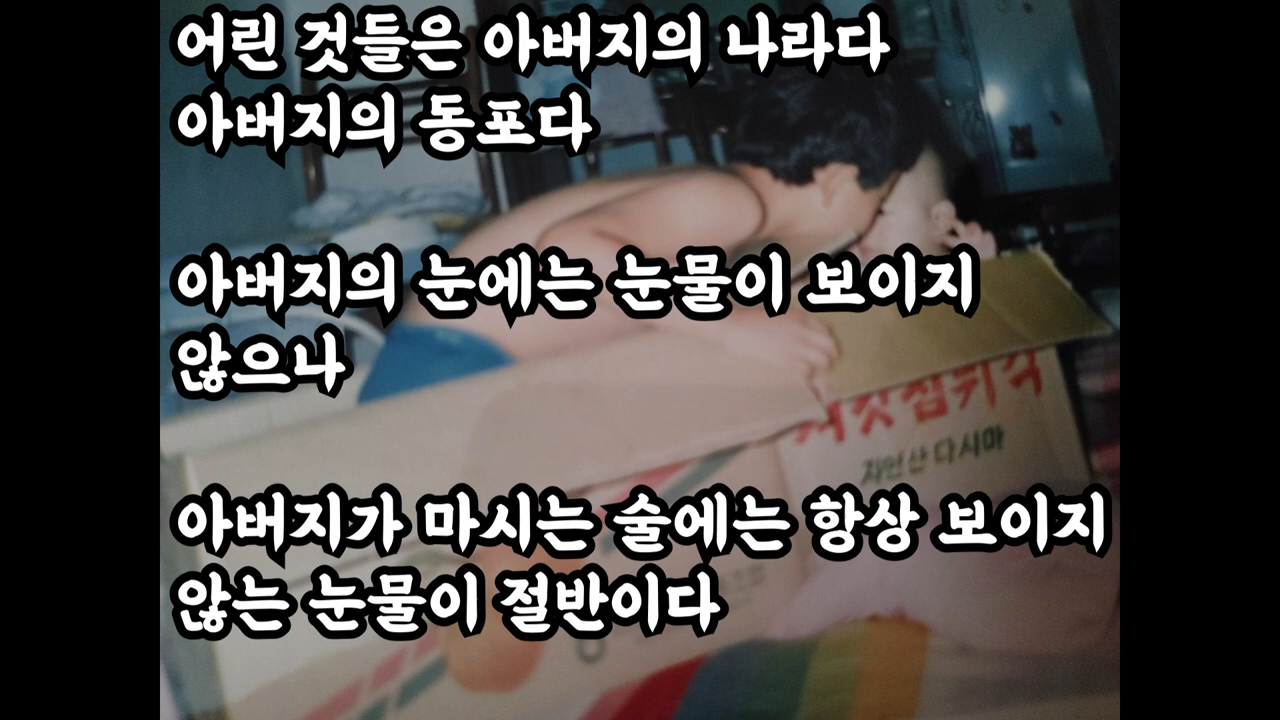 어린 것들은 아버지의 나라다
아버지의 동포다
아버지의 눈에는 눈물이 보이지
않으나
아버지가 마시는 술에는 항상 보이지
않는 눈물이 절반이다
자연산 다시마